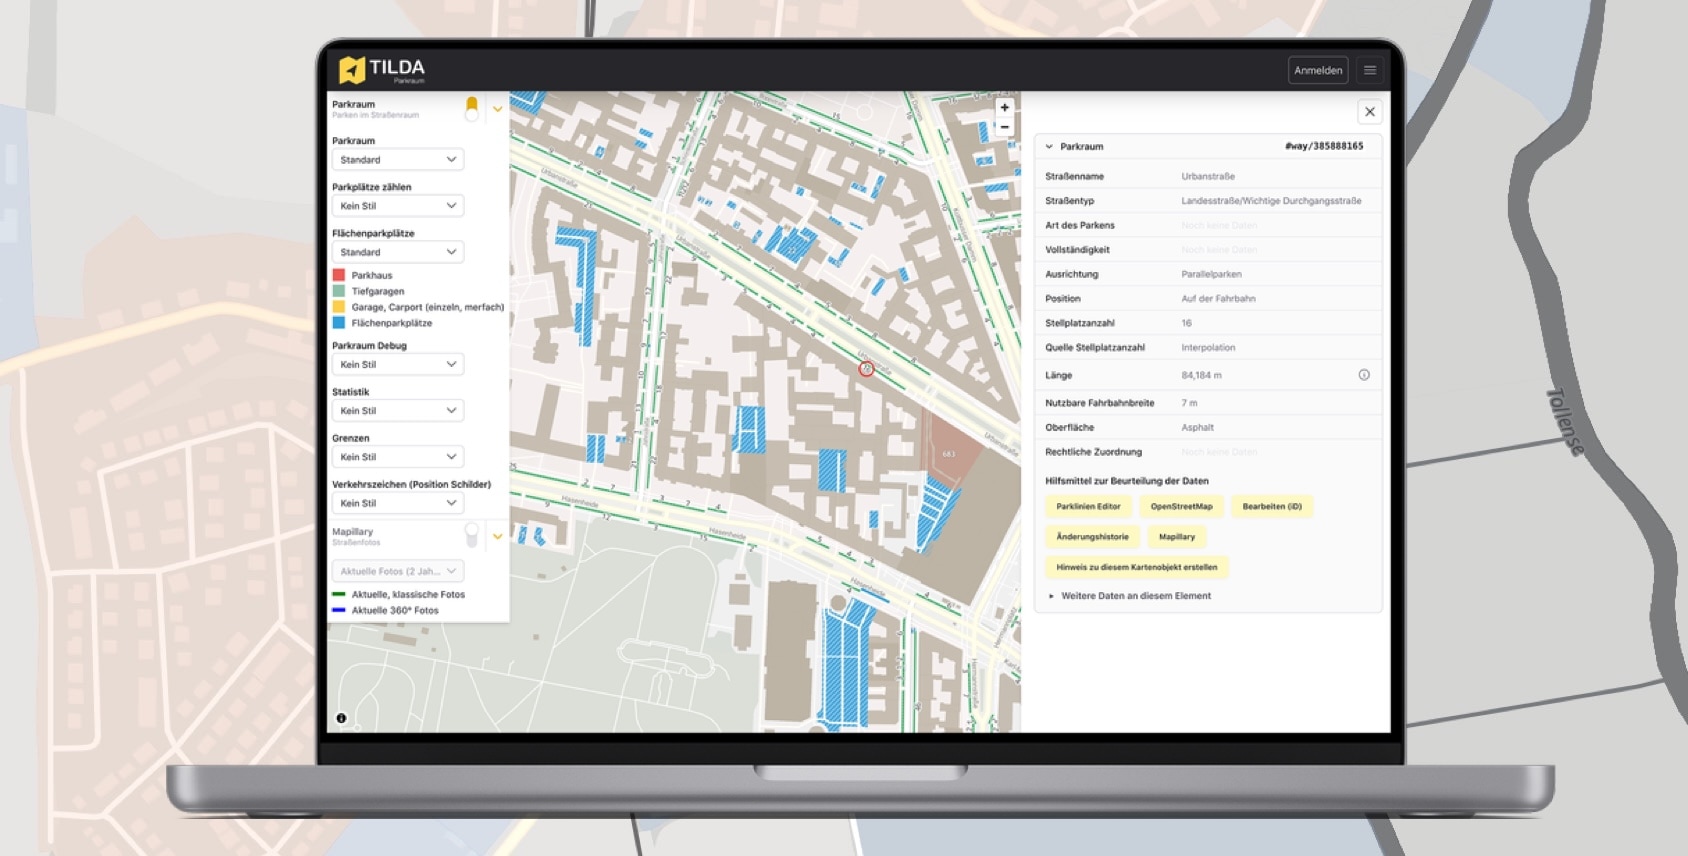 TILDA
Parkraum
Anmelden
Parkraum
Parken im Straßenraum
Parkraum
Standard
Parkplätze zählen
Kein Stil
Flächenparkplätze
Standard
Parkhaus
Tiefgaragen
Garage, Carport (einzeln, merfach)
Flächenparkplätze
Parkraum Debug
Kein Stil
Statistik
Kein Stil
Grenzen
Kein Stil
Verkehrszeichen (Position Schilder)
Kein Stil
Mapillary
Straßenfotos
Aktuelle Fotos (2 Jah...
Aktuelle, klassische Fotos
Aktuelle 360° Fotos
Urbanstraße
Urbanstraße
Urbanstraße
Urbanstraße
683
Hasenheide
Hasenheide
Hasenheide
Parkraum #way/385888165
Straßenname Urbanstraße
Straßentyp Landesstraße/Wichtige Durchgangsstraße
Art des Parkens Noch keine Daten
Vollständigkeit Noch keine Daten
Ausrichtung Parallelparken
Position Auf der Fahrbahn
Stellplatzanzahl 16
Quelle Stellplatzanzahl Interpolation
Länge 84,184 m
Nutzbare Fahrbahnbreite 7 m
Oberfläche Asphalt
Rechtliche Zuordnung Noch keine Daten
Hilfsmittel zur Beurteilung der Daten
Parklinien Editor OpenStreetMap Bearbeiten (iD)
Änderungshistorie Mapillary
Hinweis zu diesem Kartenobjekt erstellen
Weitere Daten an diesem Element
Tollense